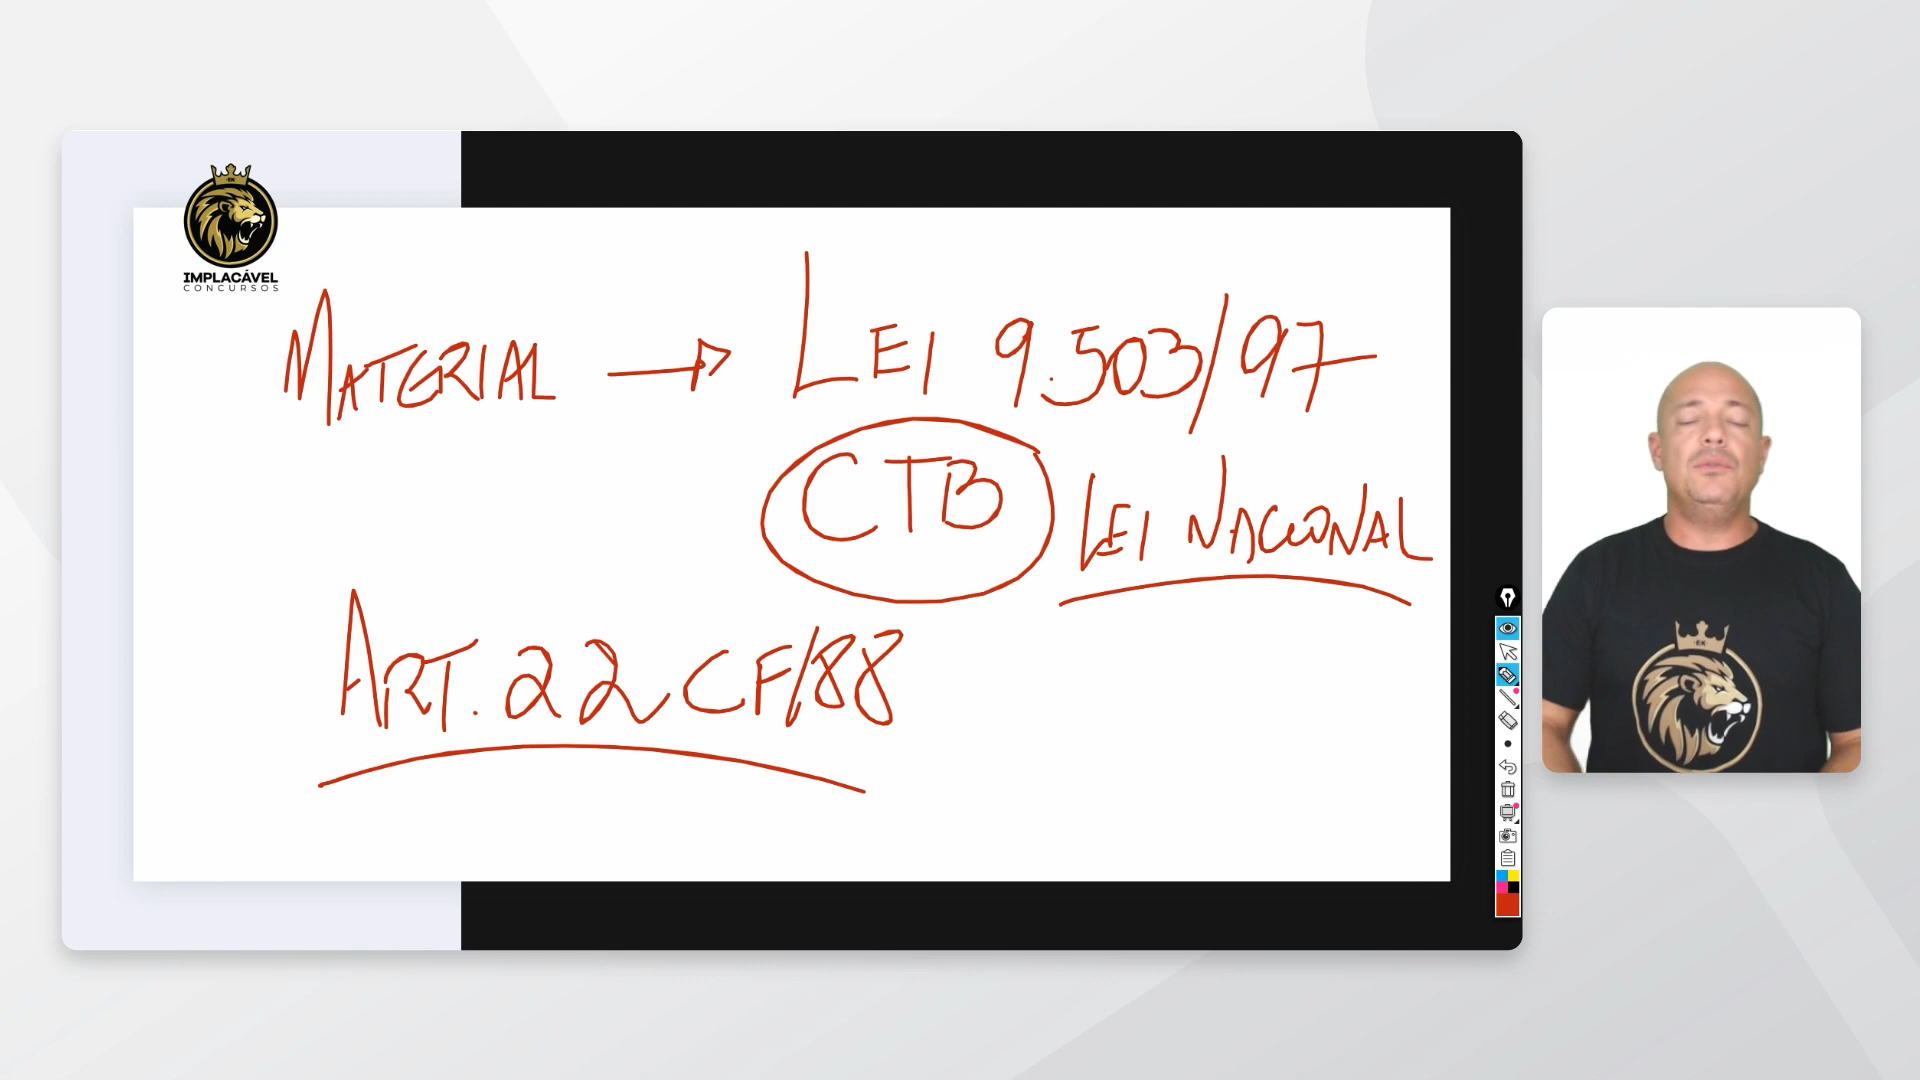 IMPLACÁVEL
CONCURSOS
MATERIAL → LEI 9.503/97
CTB LEI NACIONAL
ART. 22 CF/88